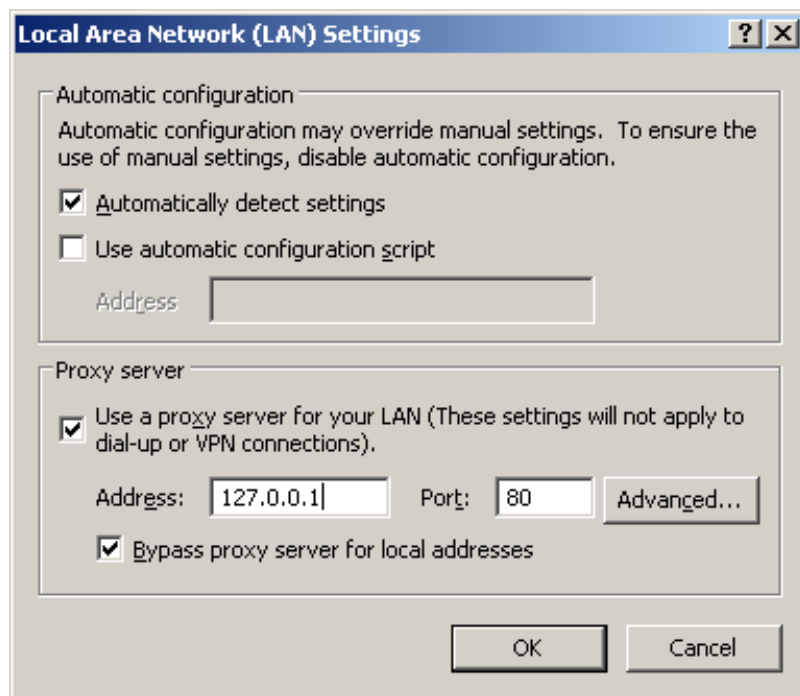 Local Area Network (LAN) Settings
Automatic configuration
Automatic configuration may override manual settings. To ensure the
use of manual settings, disable automatic configuration.
Automatically detect settings
Use automatic configuration script
Address
Proxy server
Use a proxy server for your LAN (These settings will not apply to
dial-up or VPN connections).
Address: 127.0.0.1 Port: 80 Advanced...
Bypass proxy server for local addresses
OK Cancel